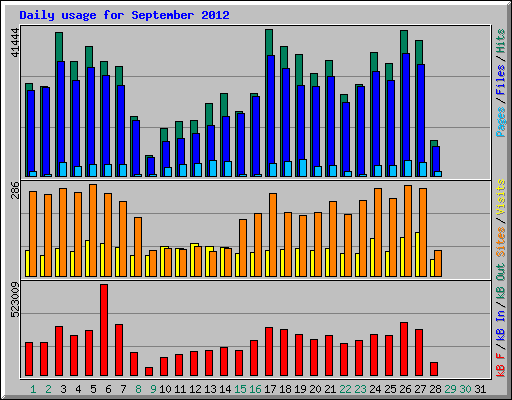 Daily usage for September 2012
41444
Pages / Files / Hits
286
Sites / Visits
523009
kB F / kB In / kB Out
1 2 3 4 5 6 7 8 9 10 11 12 13 14 15 16 17 18 19 20 21 22 23 24 25 26 27 28 29 30 31